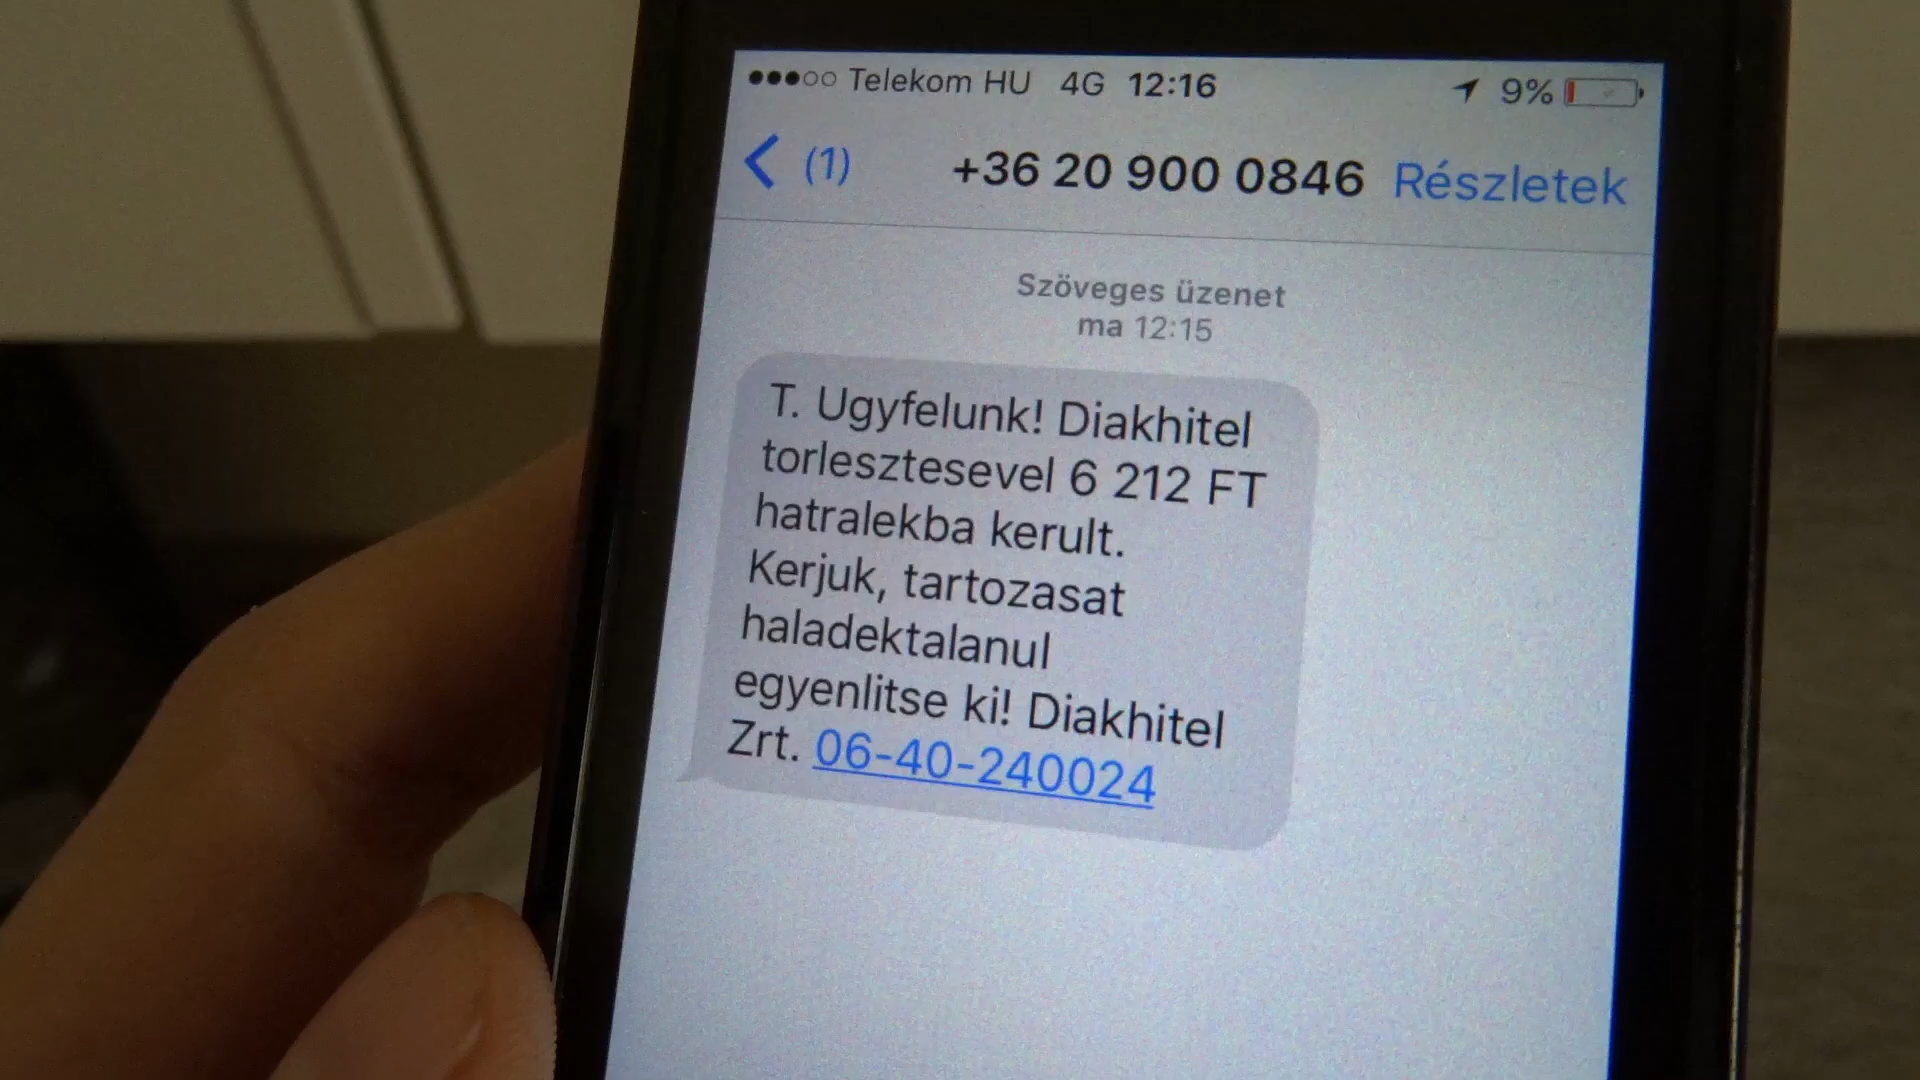 Telekom HU 4G 12:16 9%
(1) +36 20 900 0846 Részletek
Szöveges üzenet
ma 12:15
T. Ugyfelunk! Diakhitel
torlesztesevel 6 212 FT
hatralekba kerult.
Kerjuk, tartozasat
haladektalanul
egyenlitse ki! Diakhitel
Zrt. 06-40-240024